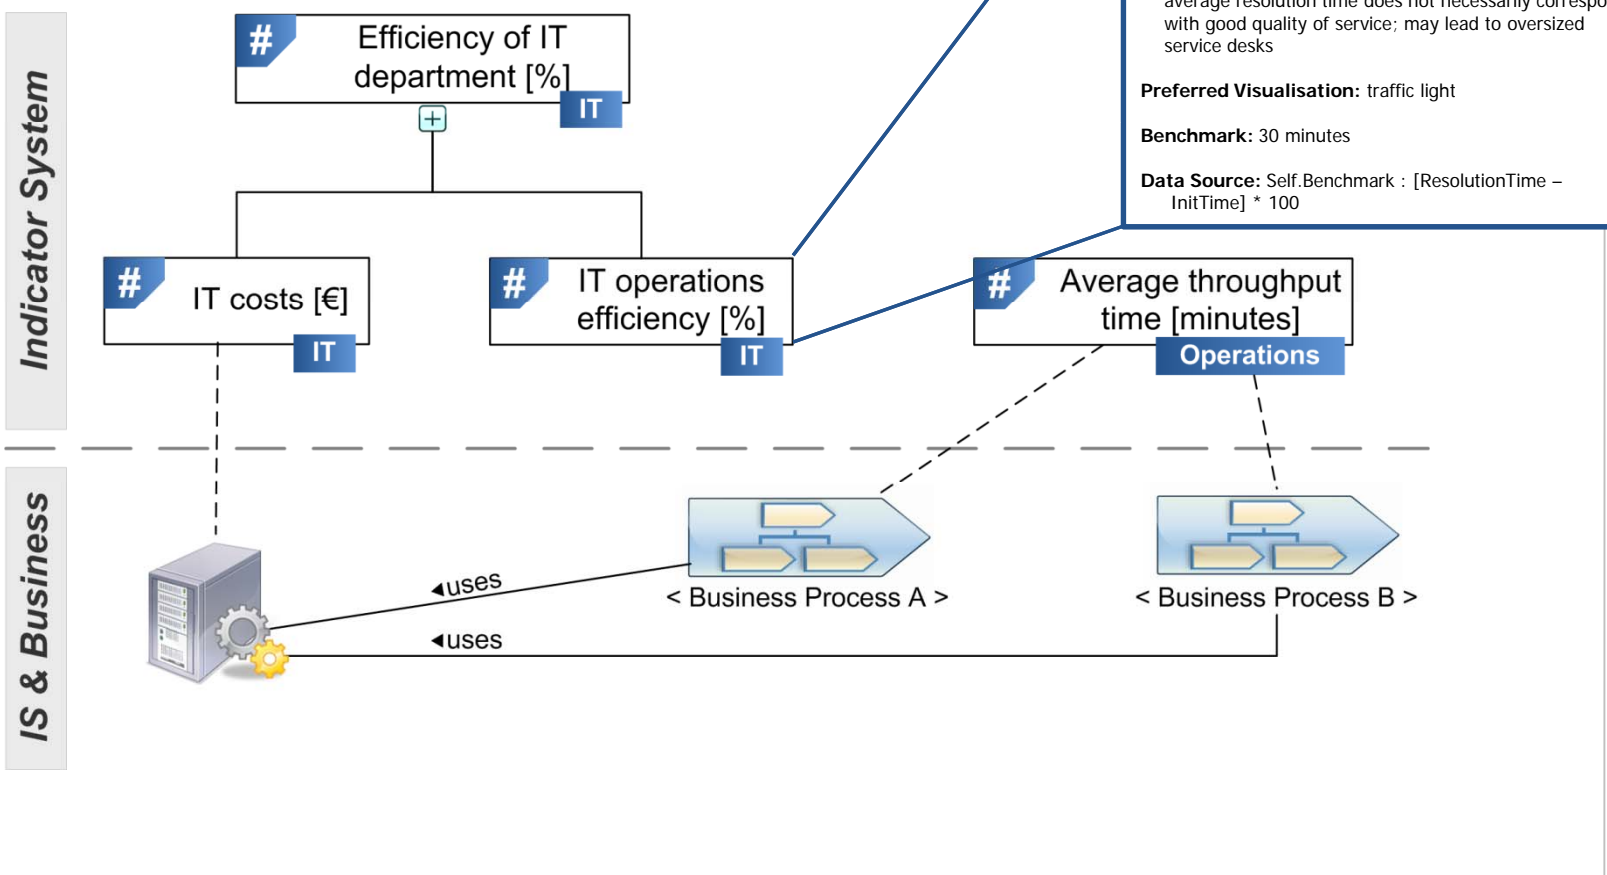 average resolution time does not necessarily
with good quality of service; may lead to oversized
service desks
Preferred Visualisation: traffic light
Benchmark: 30 minutes
Data Source: Self.Benchmark : [ResolutionTime –
InitTime] * 100
Indicator System
#
Efficiency of IT
department [%]
IT
+
#
IT costs [€]
IT
#
IT operations
efficiency [%]
IT
#
Average throughput
time [minutes]
Operations
IS & Business
◄uses
< Business Process A >
< Business Process B >
◄uses